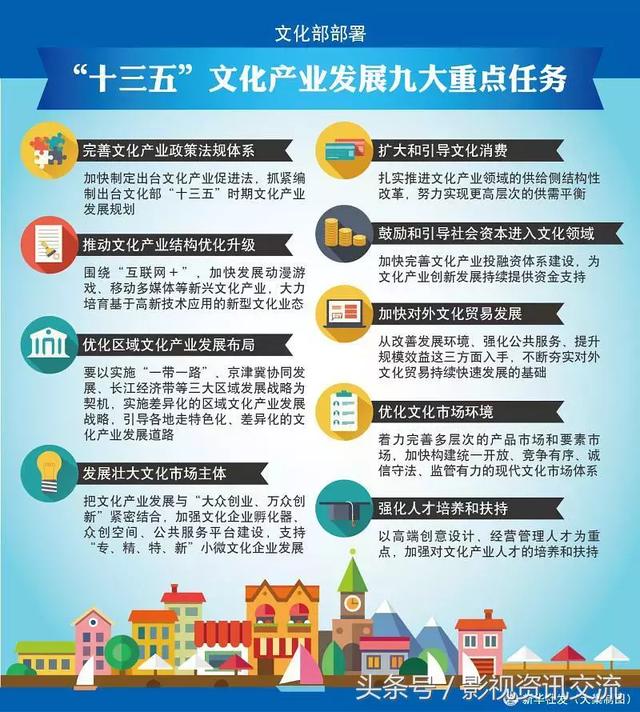 文化部部署
“十三五”文化产业发展九大重点任务
完善文化产业政策法规体系
加快制定出台文化产业促进法，抓紧编
制出台文化部“十三五”时期文化产业
发展规划
推动文化产业结构优化升级
围绕“互联网＋”，加快发展动漫游
戏、移动多媒体等新兴文化产业，大力
培育基于高新技术应用的新型文化业态
优化区域文化产业发展布局
要以实施“一带一路”、京津冀协同发
展、长江经济带等三大区域发展战略为
契机，实施差异化的区域文化产业发展
战略，引导各地走特色化、差异化的文
化产业发展道路
发展壮大文化市场主体
把文化产业发展与“大众创业、万众创
新”紧密结合，加强文化企业孵化器、
众创空间、公共服务平台建设，支持
“专、精、特、新”小微文化企业发展
扩大和引导文化消费
扎实推进文化产业领域的供给侧结构性
改革，努力实现更高层次的供需平衡
鼓励和引导社会资本进入文化领域
加快完善文化产业投融资体系建设，为
文化产业创新发展持续提供资金支持
加快对外文化贸易发展
从改善发展环境、强化公共服务、提升
规模效益这三方面入手，不断夯实对外
文化贸易持续快速发展的基础
优化文化市场环境
着力完善多层次的产品市场和要素市
场，加快构建统一开放、竞争有序、诚
信守法、监管有力的现代文化市场体系
强化人才培养和扶持
以高端创意设计、经营管理人才为重
点，加强对文化产业人才的培养和扶持
头条号／影视资讯交流
新华社发（大巢制图）